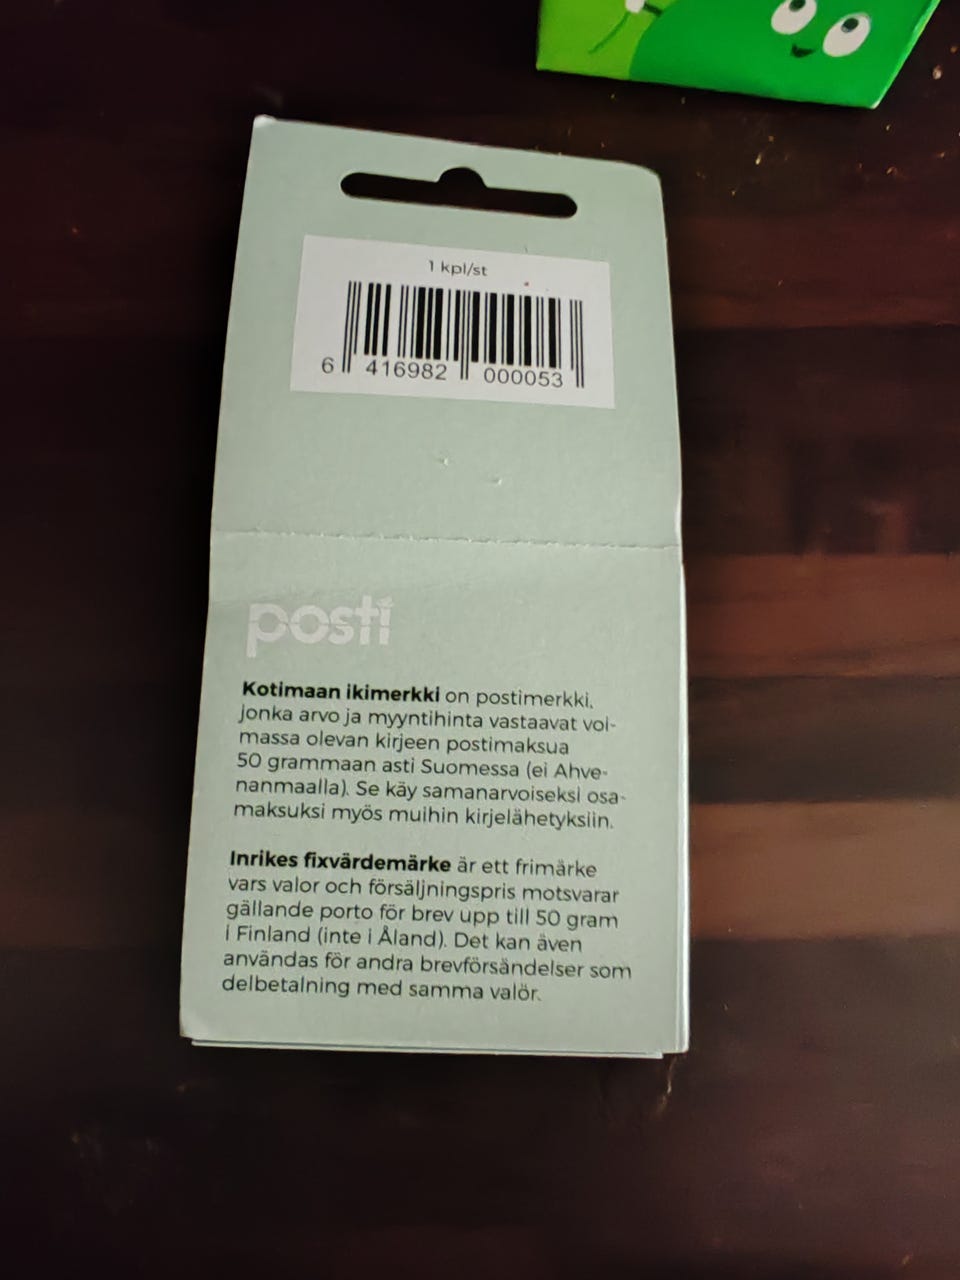 1 kpl/st
6 416982 000053
posti
Kotimaan ikimerkki on postimerkki,
jonka arvo ja myyntihinta vastaavat voi-
massa olevan kirjeen postimaksua
50 grammaan asti Suomessa (ei Ahve-
nanmaalla). Se käy samanarvoiseksi osa-
maksuksi myös muihin kirjelähetyksiin.
Inrikes fixvärdemärke är ett frimärke
vars valor och försäljningspris motsvarar
gällande porto för brev upp till 50 gram
i Finland (inte i Åland). Det kan även
användas för andra brevförsändelser som
delbetalning med samma valör.